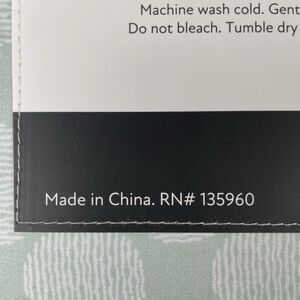 Machine wash cold. Gent
Do not bleach. Tumble dry
Made in China. RN# 135960